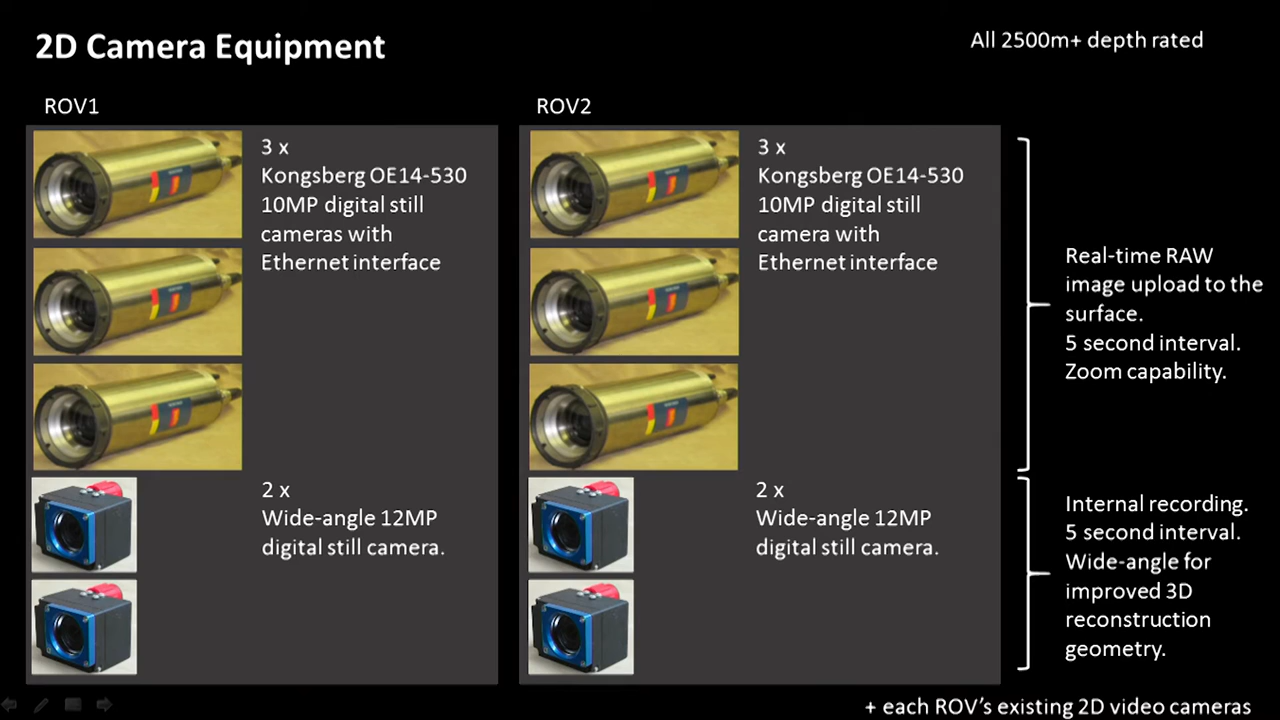 2D Camera Equipment
All 2500m+ depth rated
ROV1
3 x
Kongsberg OE14-530
10MP digital still
cameras with
Ethernet interface
2 x
Wide-angle 12MP
digital still camera.
ROV2
3 x
Kongsberg OE14-530
10MP digital still
camera with
Ethernet interface
2 x
Wide-angle 12MP
digital still camera.
Real-time RAW
image upload to the
surface.
5 second interval.
Zoom capability.
Internal recording.
5 second interval.
Wide-angle for
improved 3D
reconstruction
geometry.
+ each ROV’s existing 2D video cameras